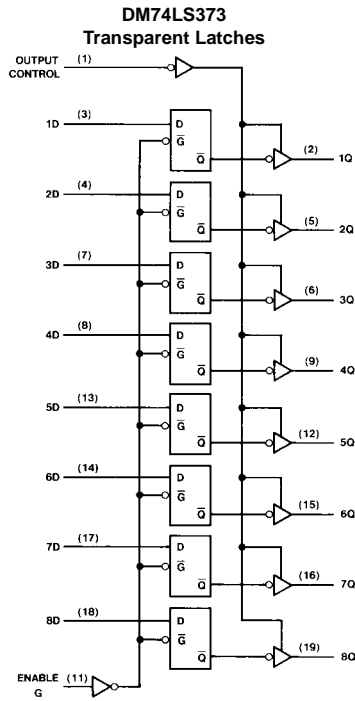 DM74LS373
Transparent Latches
OUTPUT
CONTROL
(1)
1D (3) D G̅ Q̅ (2) 1Q
2D (4) D G̅ Q̅ (5) 2Q
3D (7) D G̅ Q̅ (6) 3Q
4D (8) D G̅ Q̅ (9) 4Q
5D (13) D G̅ Q̅ (12) 5Q
6D (14) D G̅ Q̅ (15) 6Q
7D (17) D G̅ Q̅ (16) 7Q
8D (18) D G̅ Q̅ (19) 8Q
ENABLE
G
(11)